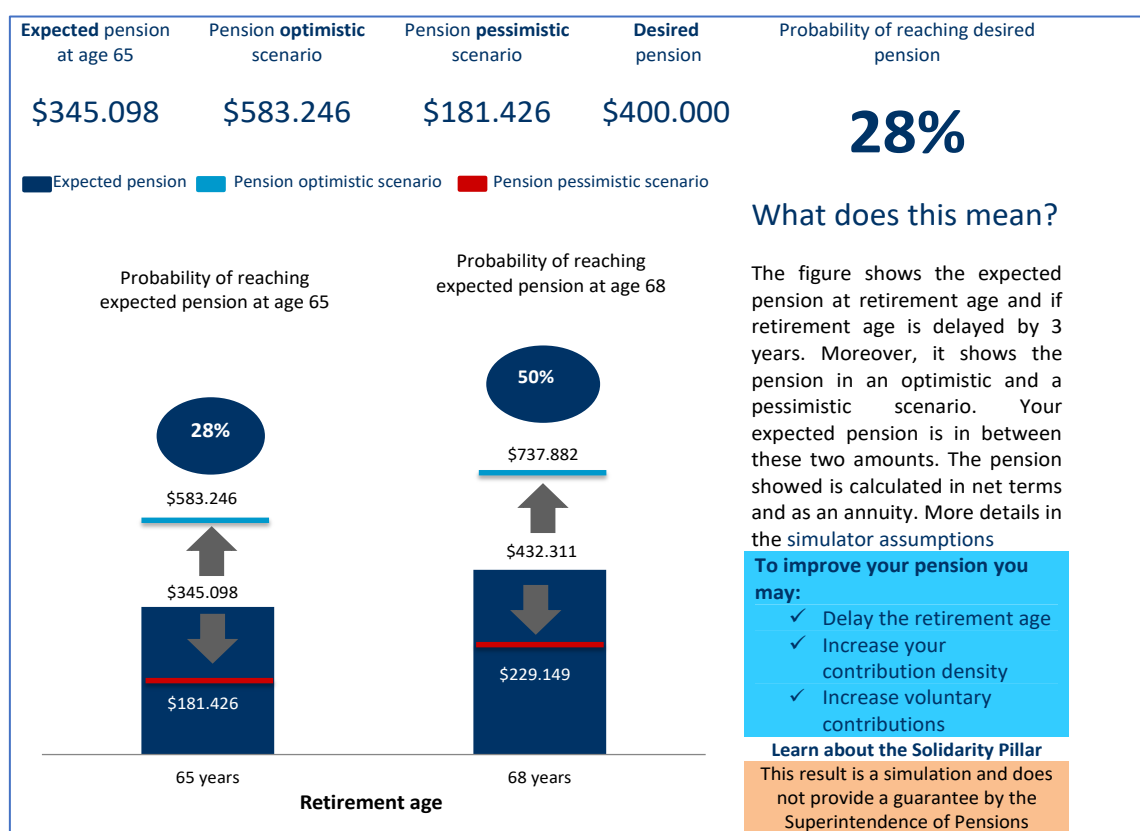 Expected pension
at age 65
$345.098
Pension optimistic
scenario
$583.246
Pension pessimistic
scenario
$181.426
Desired
pension
$400.000
Probability of reaching desired
pension
28%
Expected pension
Pension optimistic scenario
Pension pessimistic scenario
Probability of reaching
expected pension at age 65
28%
$583.246
$345.098
$181.426
65 years
Probability of reaching
expected pension at age 68
50%
$737.882
$432.311
$229.149
68 years
Retirement age
What does this mean?
The figure shows the expected
pension at retirement age and if
retirement age is delayed by 3
years. Moreover, it shows the
pension in an optimistic and a
pessimistic scenario. Your
expected pension is in between
these two amounts. The pension
showed is calculated in net terms
and as an annuity. More details in
the simulator assumptions
To improve your pension you
may:
✓ Delay the retirement age
✓ Increase your
contribution density
✓ Increase voluntary
contributions
Learn about the Solidarity Pillar
This result is a simulation and does
not provide a guarantee by the
Superintendence of Pensions